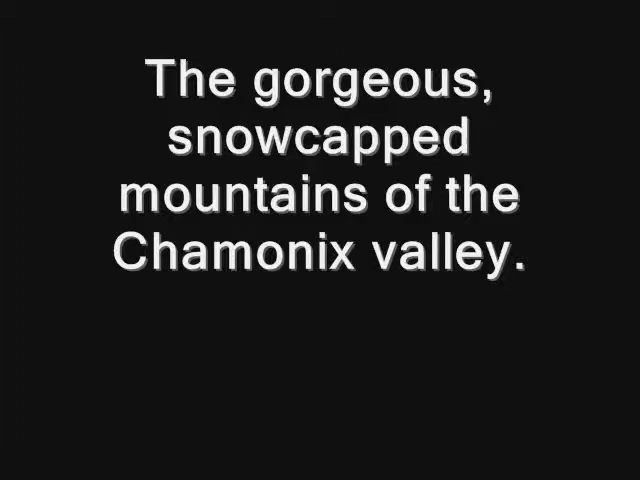 The gorgeous,
snowcapped
mountains of the
Chamonix valley.